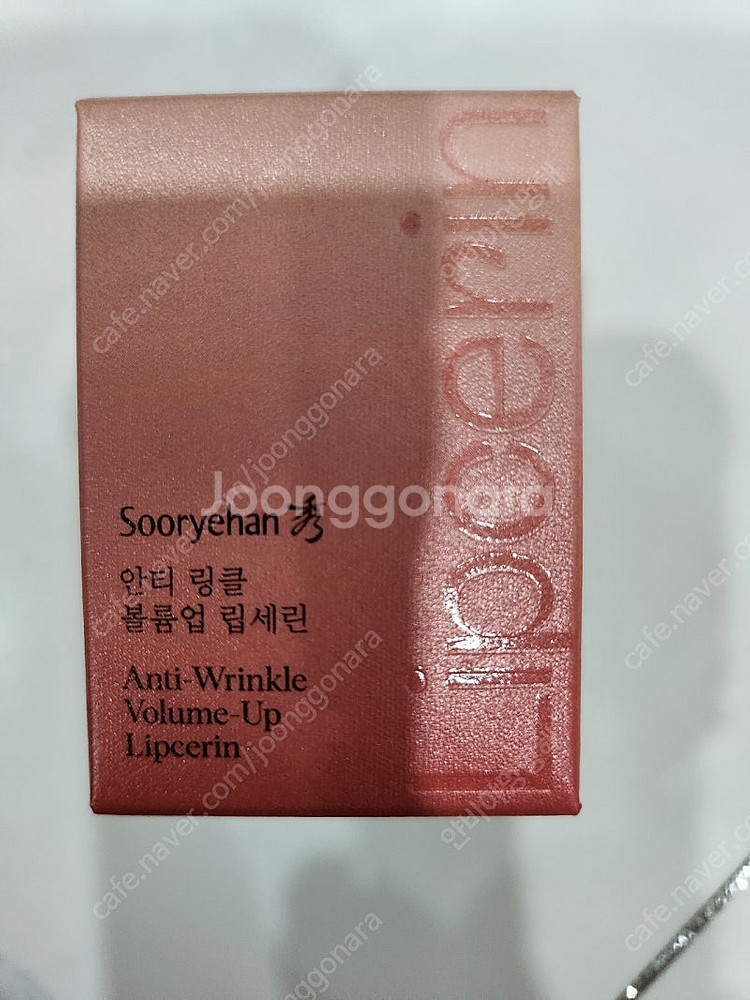 Lipcerin
Sooryehan 秀
안티 링클
볼륨업 립세린
Anti-Wrinkle
Volume-Up
Lipcerin
Joonggonara
cafe.naver.com/joonggonara